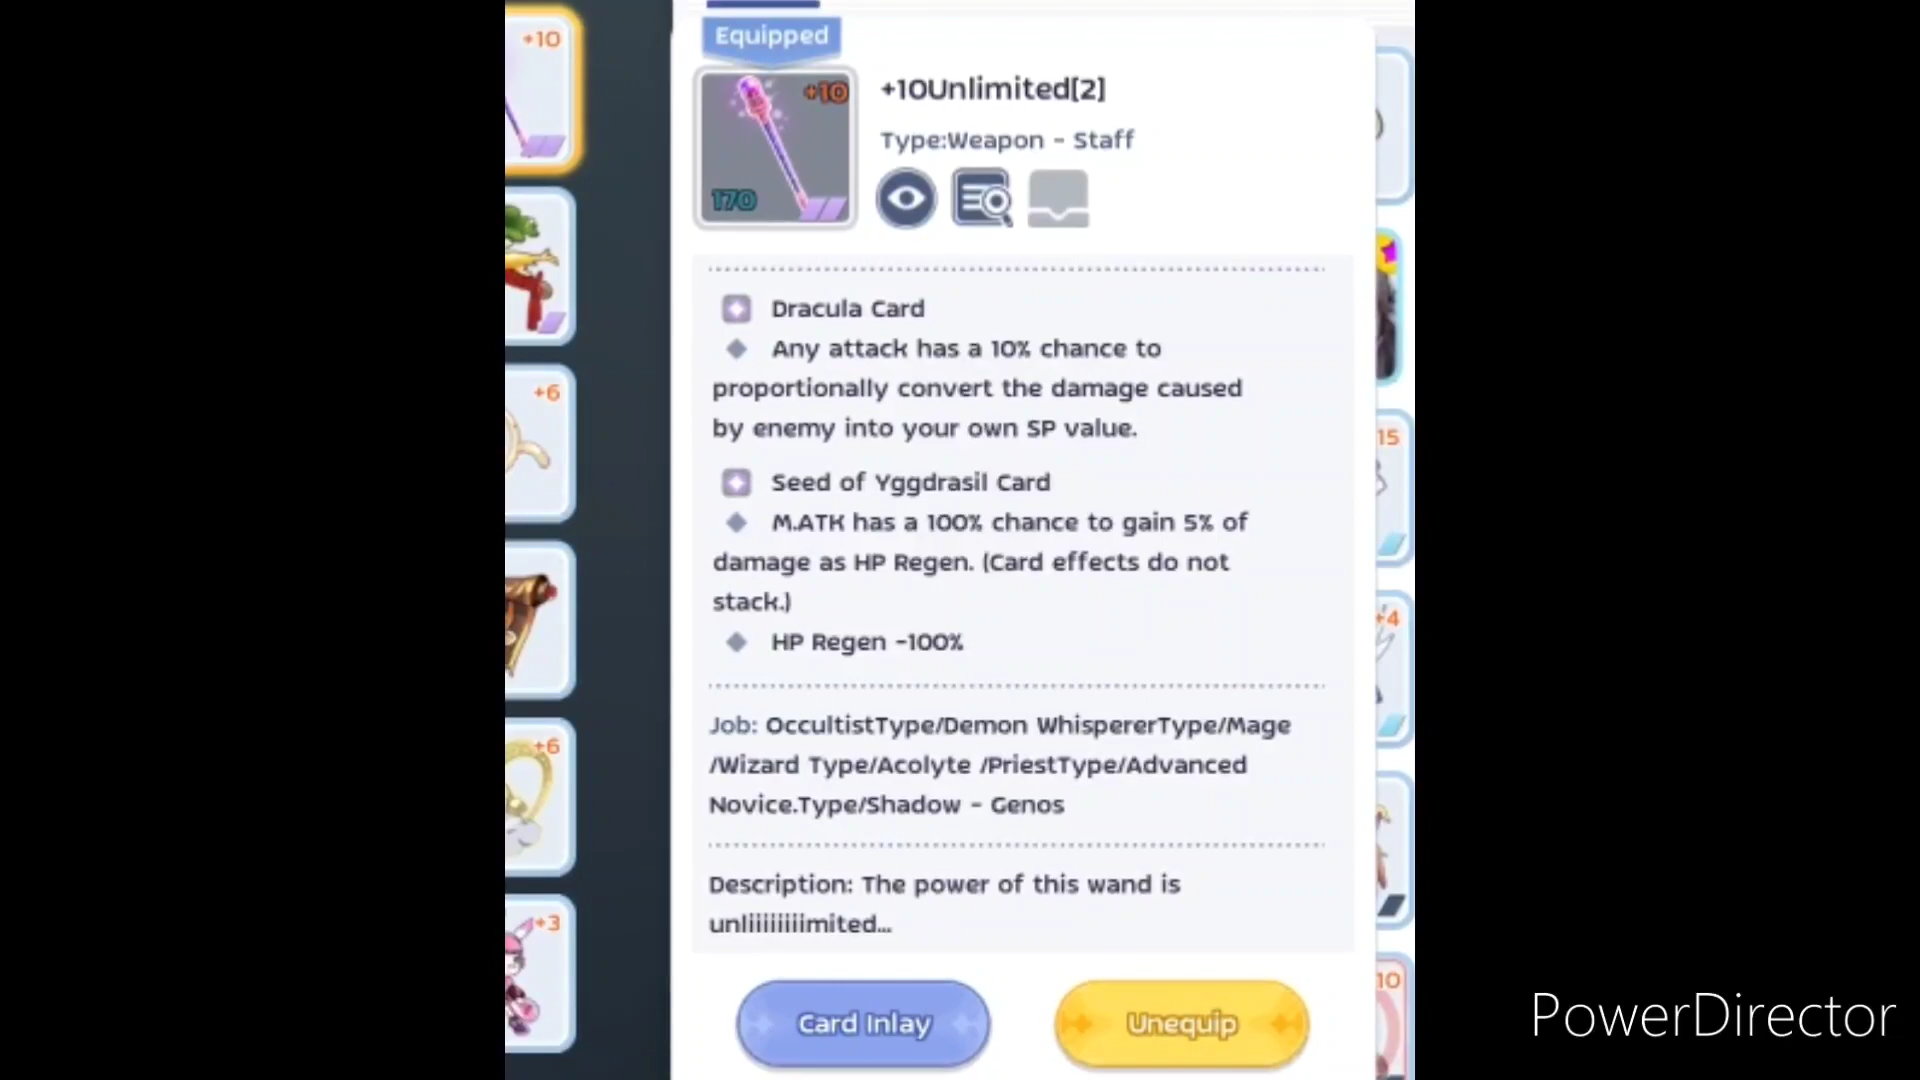 Equipped
+10
+10
+10Unlimited[2]
Type:Weapon - Staff
170
Dracula Card
Any attack has a 10% chance to
proportionally convert the damage caused
by enemy into your own SP value.
Seed of Yggdrasil Card
M.ATK has a 100% chance to gain 5% of
damage as HP Regen. (Card effects do not
stack.)
HP Regen -100%
Job: OccultistType/Demon WhispererType/Mage
/Wizard Type/Acolyte /PriestType/Advanced
Novice.Type/Shadow - Genos
Description: The power of this wand is
unliiiiiiiiimited...
Card Inlay
Unequip
+6
+6
+3
15
+4
10
PowerDirector